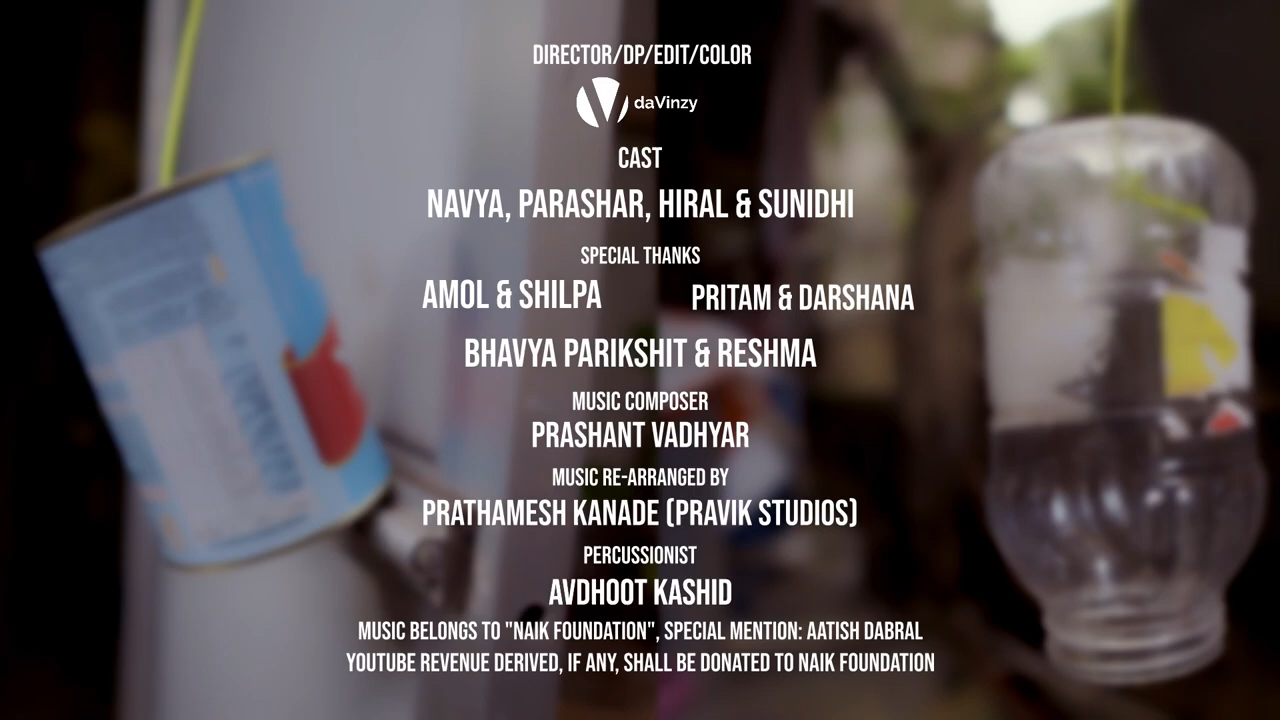 DIRECTOR/DP/EDIT/COLOR
daVinzy
CAST
NAVYA, PARASHAR, HIRAL & SUNIDHI
SPECIAL THANKS
AMOL & SHILPA PRITAM & DARSHANA
BHAVYA PARIKSHIT & RESHMA
MUSIC COMPOSER
PRASHANT VADHYAR
MUSIC RE-ARRANGED BY
PRATHAMESH KANADE (PRAVIK STUDIOS)
PERCUSSIONIST
AVDHOOT KASHID
MUSIC BELONGS TO "NAIK FOUNDATION", SPECIAL MENTION: AATISH DABRAL
YOUTUBE REVENUE DERIVED, IF ANY, SHALL BE DONATED TO NAIK FOUNDATION